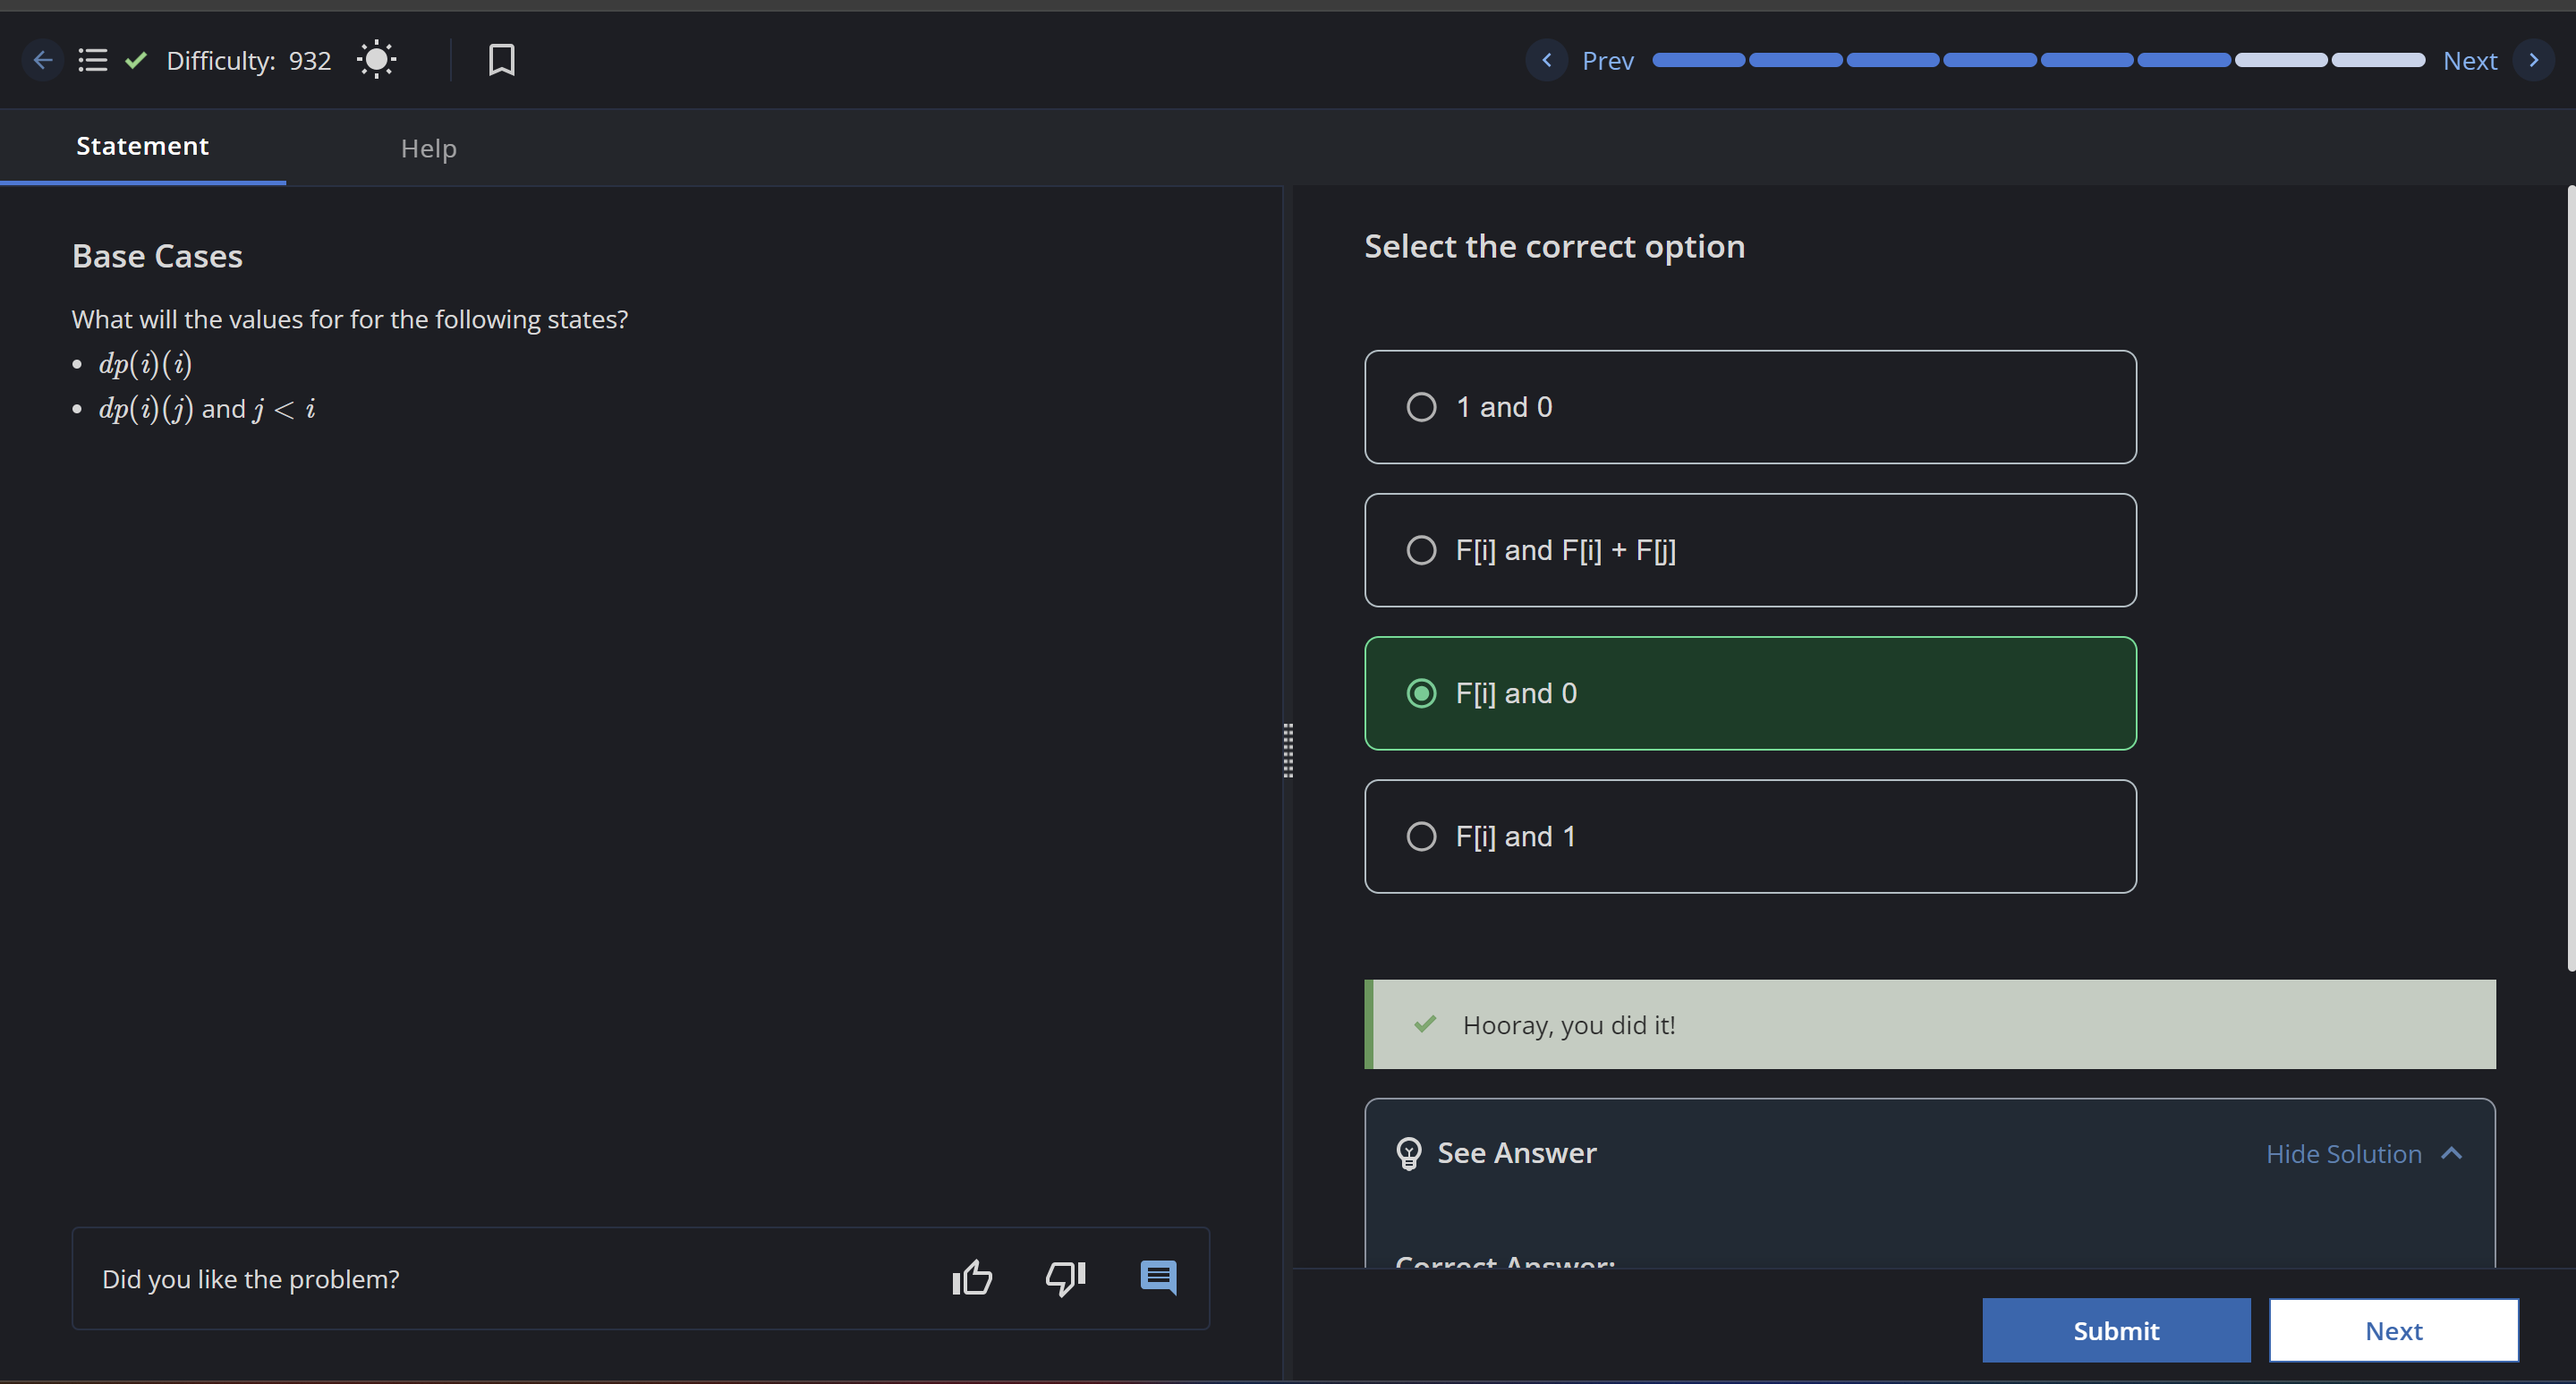 Difficulty: 932
Prev
Next
Statement
Help
Base Cases
What will the values for for the following states?
• dp(i)(i)
• dp(i)(j) and j < i
Did you like the problem?
Select the correct option
1 and 0
F[i] and F[i] + F[j]
F[i] and 0
F[i] and 1
Hooray, you did it!
See Answer
Hide Solution
Correct Answer:
Submit
Next